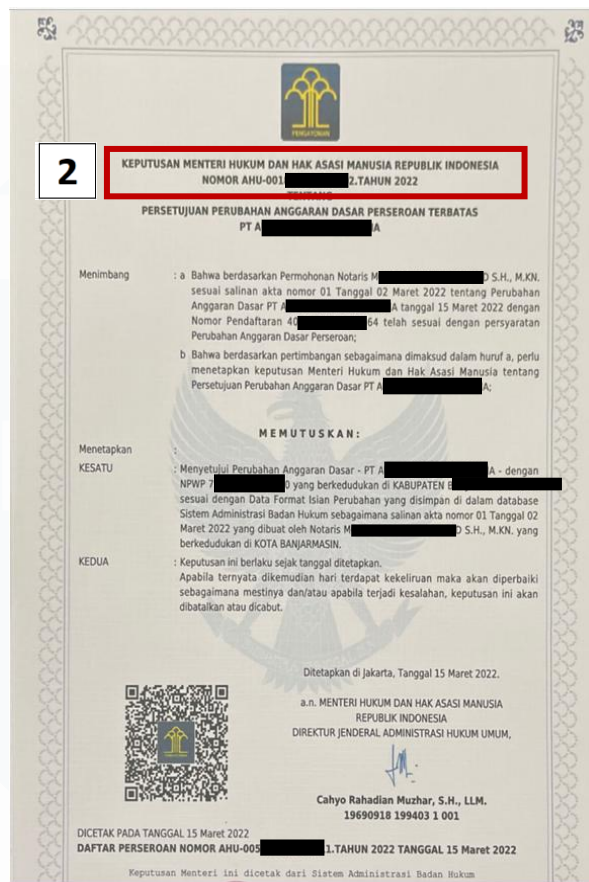 PENGAYOMAN
2
KEPUTUSAN MENTERI HUKUM DAN HAK ASASI MANUSIA REPUBLIK INDONESIA
NOMOR AHU-001 2.TAHUN 2022
TENTANG
PERSETUJUAN PERUBAHAN ANGGARAN DASAR PERSEROAN TERBATAS
PT A A
Menimbang : a Bahwa berdasarkan Permohonan Notaris M D S.H., M.KN.
sesuai salinan akta nomor 01 Tanggal 02 Maret 2022 tentang Perubahan
Anggaran Dasar PT A A tanggal 15 Maret 2022 dengan
Nomor Pendaftaran 40 64 telah sesuai dengan persyaratan
Perubahan Anggaran Dasar Perseroan;
b Bahwa berdasarkan pertimbangan sebagaimana dimaksud dalam huruf a, perlu
menetapkan keputusan Menteri Hukum dan Hak Asasi Manusia tentang
Persetujuan Perubahan Anggaran Dasar PT A A;
MEMUTUSKAN:
Menetapkan :
KESATU : Menyetujui Perubahan Anggaran Dasar - PT A A - dengan
NPWP 7 0 yang berkedudukan di KABUPATEN B
sesuai dengan Data Format Isian Perubahan yang disimpan di dalam database
Sistem Administrasi Badan Hukum sebagaimana salinan akta nomor 01 Tanggal 02
Maret 2022 yang dibuat oleh Notaris M D S.H., M.KN. yang
berkedudukan di KOTA BANJARMASIN.
KEDUA : Keputusan ini berlaku sejak tanggal ditetapkan.
Apabila ternyata dikemudian hari terdapat kekeliruan maka akan diperbaiki
sebagaimana mestinya dan/atau apabila terjadi kesalahan, keputusan ini akan
dibatalkan atau dicabut.
Ditetapkan di Jakarta, Tanggal 15 Maret 2022.
a.n. MENTERI HUKUM DAN HAK ASASI MANUSIA
REPUBLIK INDONESIA
DIREKTUR JENDERAL ADMINISTRASI HUKUM UMUM,
Cahyo Rahadian Muzhar, S.H., LLM.
19690918 199403 1 001
DICETAK PADA TANGGAL 15 Maret 2022
DAFTAR PERSEROAN NOMOR AHU-005 1.TAHUN 2022 TANGGAL 15 Maret 2022
Keputusan Menteri ini dicetak dari Sistem Administrasi Badan Hukum